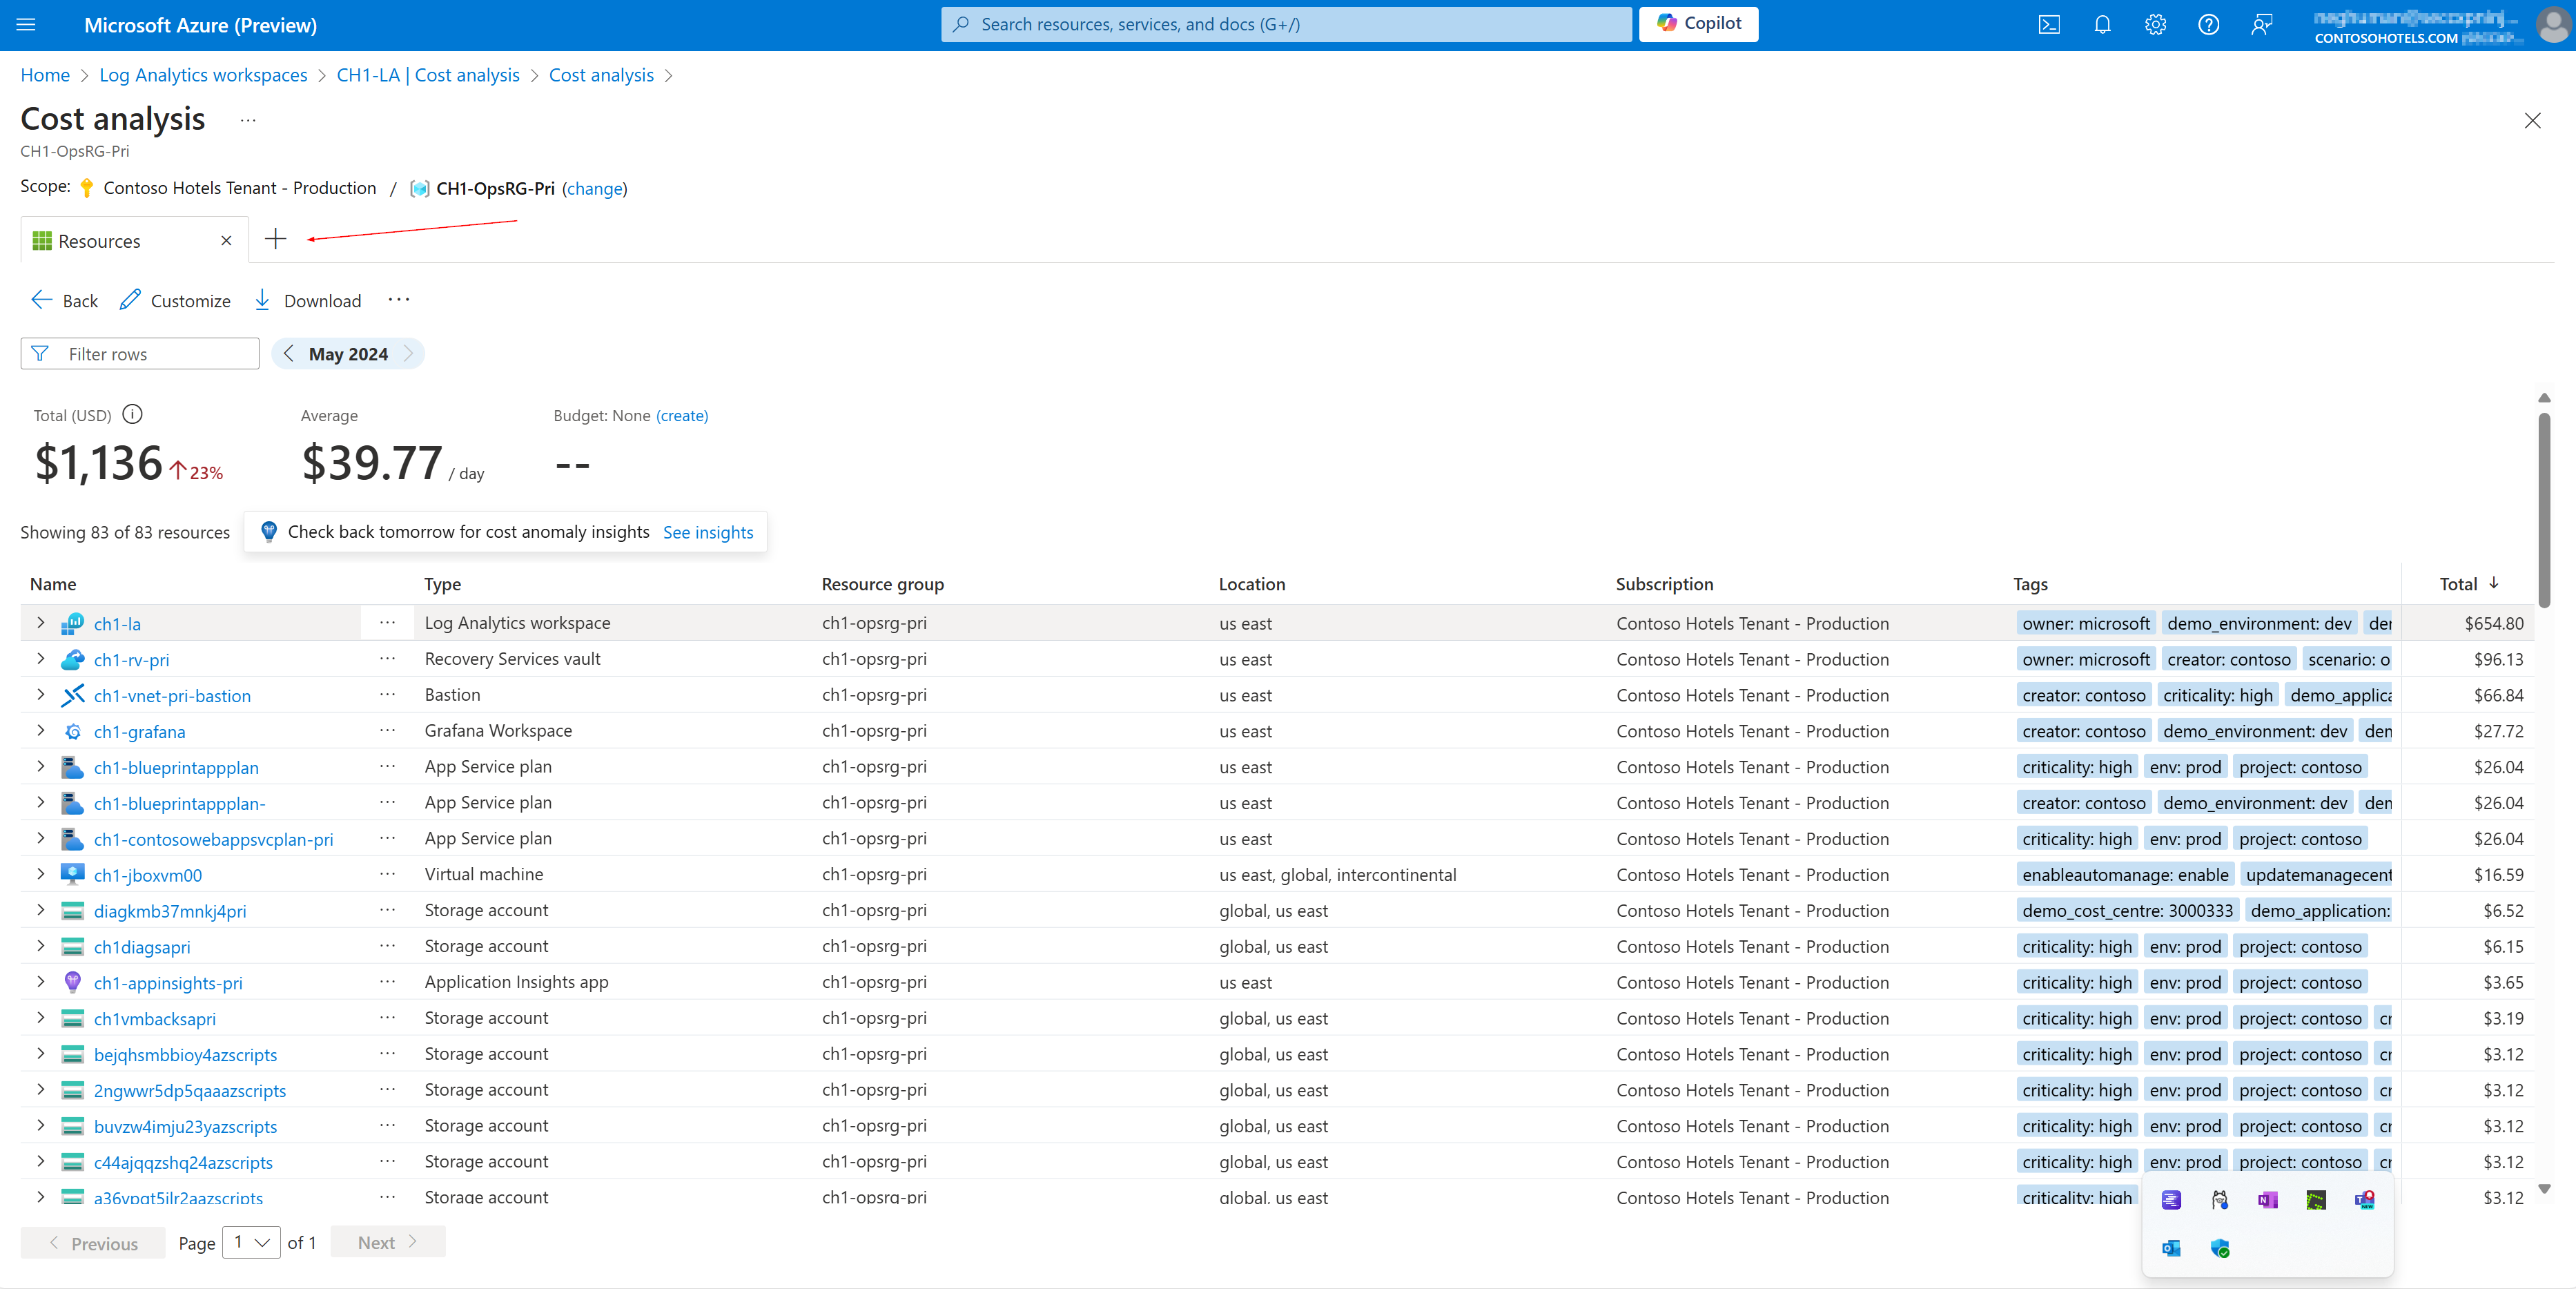 Microsoft Azure (Preview)
Search resources, services, and docs (G+/)
Copilot
CONTOSOHOTELS.COM
Home > Log Analytics workspaces > CH1-LA | Cost analysis > Cost analysis >
Cost analysis ...
CH1-OpsRG-Pri
Scope: Contoso Hotels Tenant - Production / CH1-OpsRG-Pri (change)
Resources
Back Customize Download ...
Filter rows May 2024
Total (USD) Average Budget: None (create)
$1,136 23% $39.77 / day --
Showing 83 of 83 resources Check back tomorrow for cost anomaly insights See insights
Name Type Resource group Location Subscription Tags Total
ch1-la ... Log Analytics workspace ch1-opsrg-pri us east Contoso Hotels Tenant - Production owner: microsoft demo_environment: dev der $654.80
ch1-rv-pri ... Recovery Services vault ch1-opsrg-pri us east Contoso Hotels Tenant - Production owner: microsoft creator: contoso scenario: o $96.13
ch1-vnet-pri-bastion ... Bastion ch1-opsrg-pri us east Contoso Hotels Tenant - Production creator: contoso criticality: high demo_applica $66.84
ch1-grafana ... Grafana Workspace ch1-opsrg-pri us east Contoso Hotels Tenant - Production creator: contoso demo_environment: dev den $27.72
ch1-blueprintappplan ... App Service plan ch1-opsrg-pri us east Contoso Hotels Tenant - Production criticality: high env: prod project: contoso $26.04
ch1-blueprintappplan- ... App Service plan ch1-opsrg-pri us east Contoso Hotels Tenant - Production creator: contoso demo_environment: dev den $26.04
ch1-contosowebappsvcplan-pri ... App Service plan ch1-opsrg-pri us east Contoso Hotels Tenant - Production criticality: high env: prod project: contoso $26.04
ch1-jboxvm00 ... Virtual machine ch1-opsrg-pri us east, global, intercontinental Contoso Hotels Tenant - Production enableautomanage: enable updatemanagecent $16.59
diagkmb37mnkj4pri ... Storage account ch1-opsrg-pri global, us east Contoso Hotels Tenant - Production demo_cost_centre: 3000333 demo_application: $6.52
ch1diagsapri ... Storage account ch1-opsrg-pri global, us east Contoso Hotels Tenant - Production criticality: high env: prod project: contoso $6.15
ch1-appinsights-pri ... Application Insights app ch1-opsrg-pri us east Contoso Hotels Tenant - Production criticality: high env: prod project: contoso $3.65
ch1vmbacksapri ... Storage account ch1-opsrg-pri global, us east Contoso Hotels Tenant - Production criticality: high env: prod project: contoso cr $3.19
bejqhsmbbioy4azscripts ... Storage account ch1-opsrg-pri global, us east Contoso Hotels Tenant - Production criticality: high env: prod project: contoso cr $3.12
2ngwwr5dp5qaaazscripts ... Storage account ch1-opsrg-pri global, us east Contoso Hotels Tenant - Production criticality: high env: prod project: contoso cr $3.12
buvzw4imju23yazscripts ... Storage account ch1-opsrg-pri global, us east Contoso Hotels Tenant - Production criticality: high env: prod project: contoso cr $3.12
c44ajqqzshq24azscripts ... Storage account ch1-opsrg-pri global, us east Contoso Hotels Tenant - Production criticality: high env: prod project: contoso cr $3.12
a36vpgt5ilr2aazscripts ... Storage account ch1-opsrg-pri global, us east Contoso Hotels Tenant - Production criticality: high $3.12
Previous Page 1 of 1 Next